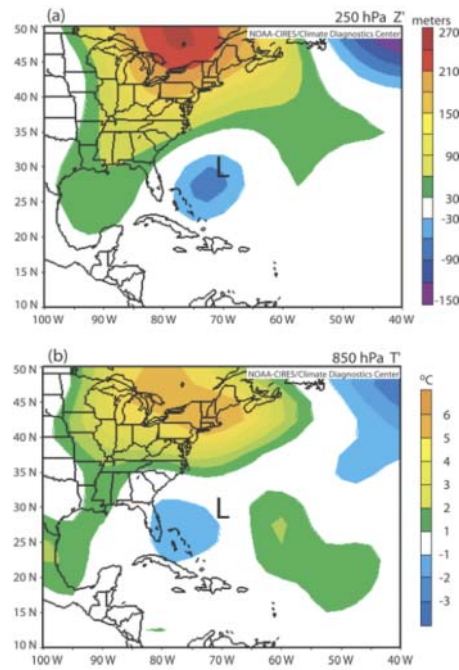 (a)
250 hPa Z'
meters
NOAA-CIRES/Climate Diagnostics Center
50 N
45 N
40 N
35 N
30 N
25 N
20 N
15 N
10 N
L
100 W
90 W
80 W
70 W
60 W
50 W
40 W
270
210
150
90
30
-30
-90
-150
(b)
850 hPa T'
NOAA-CIRES/Climate Diagnostics Center
ºC
50 N
45 N
40 N
35 N
30 N
25 N
20 N
15 N
10 N
L
100 W
90 W
80 W
70 W
60 W
50 W
40 W
6
5
4
2
1
-1
-2
-3